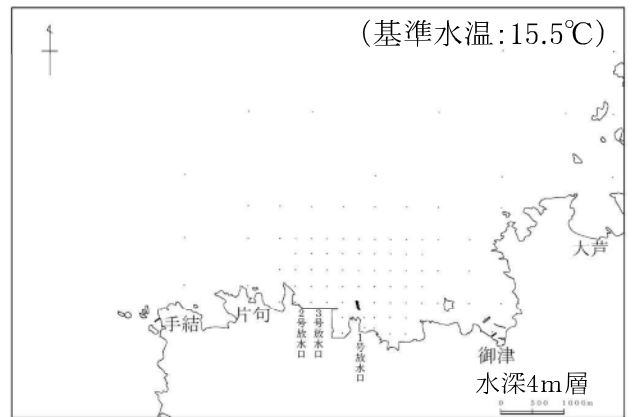 (基準水温:15.5℃)
大芦
手結
片句
2号放水口
3号放水口
1号放水口
御津
水深4m層
0 500 1000m